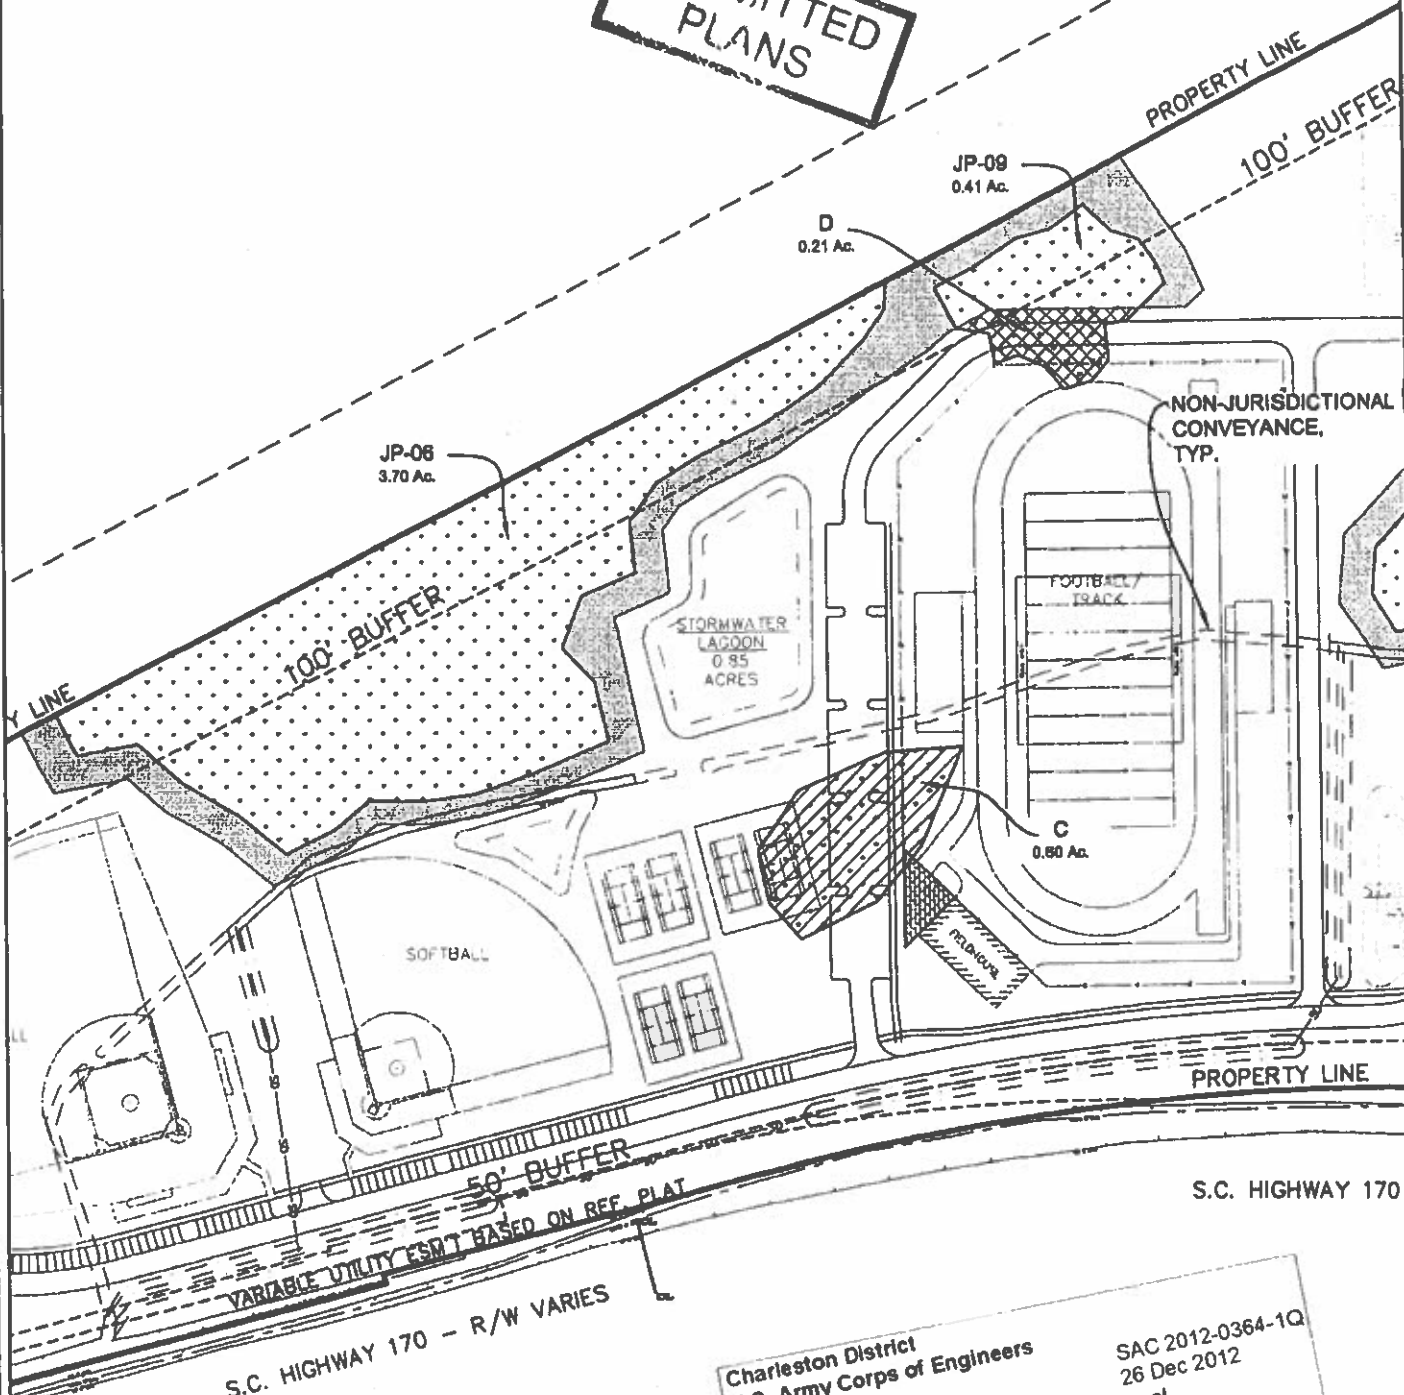 PLANS
PROPERTY LINE
100' BUFFER
JP-09
0.41 Ac.
D
0.21 Ac.
NON-JURISDICTIONAL
CONVEYANCE,
TYP.
JP-06
3.70 Ac.
FOOTBALL/
TRACK
STORMWATER
LAGOON
0.85
ACRES
100' BUFFER
Y LINE
C
0.60 Ac.
FIELDHOUSE
SOFTBALL
LL
PROPERTY LINE
50' BUFFER
VARIABLE UTILITY ESM'T BASED ON REF. PLAT
S.C. HIGHWAY 170
S.C. HIGHWAY 170 - R/W VARIES
Charleston District
Army Corps of Engineers
SAC 2012-0364-1Q
26 Dec 2012